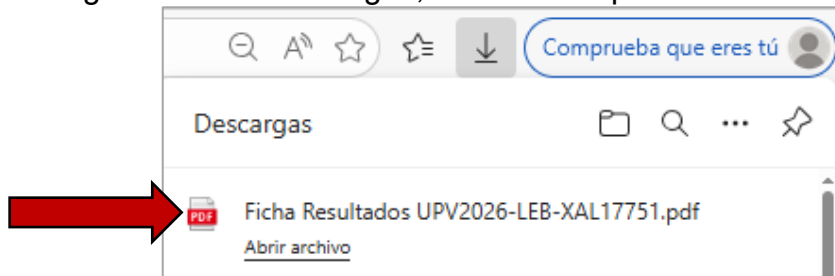 Comprueba que eres tú
Descargas
PDF
Ficha Resultados UPV2026-LEB-XAL17751.pdf
Abrir archivo